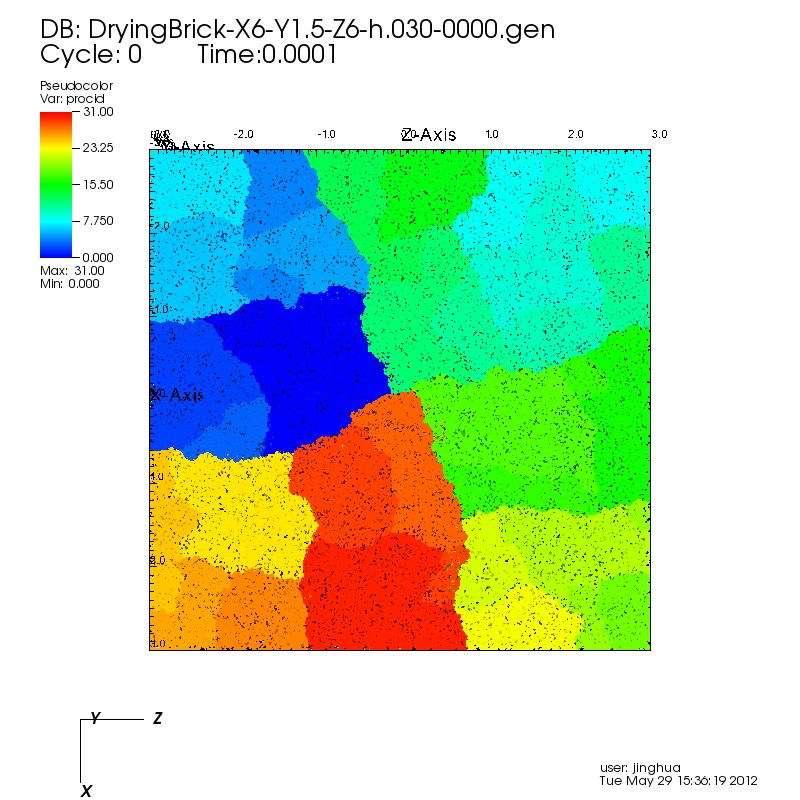 DB: DryingBrick-X6-Y1.5-Z6-h.030-0000.gen
Cycle: 0 Time:0.0001
Pseudocolor
Var: procid
31.00
23.25
15.50
7.750
0.000
Max: 31.00
Min: 0.000
Z-Axis
-2.0 -1.0 0.0 1.0 2.0 3.0
Y-Axis
-2.0
-1.0
X-Axis
1.0
2.0
3.0
Y Z
X
user: jinghua
Tue May 29 15:36:19 2012